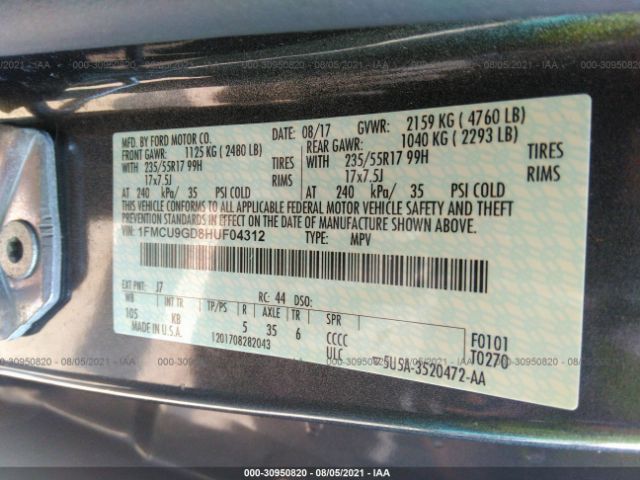 000-30950820 - 08/05/2021 - IAA
MFD. BY FORD MOTOR CO.
DATE: 08/17 GVWR: 2159 KG ( 4760 LB)
FRONT GAWR: 1125 KG ( 2480 LB)
REAR GAWR: 1040 KG ( 2293 LB)
WITH 235/55R17 99H TIRES
WITH 235/55R17 99H TIRES
17x7.5J RIMS
17x7.5J RIMS
AT 240 kPa/ 35 PSI COLD
AT 240 kPa/ 35 PSI COLD
THIS VEHICLE CONFORMS TO ALL APPLICABLE FEDERAL MOTOR VEHICLE SAFETY AND THEFT
PREVENTION STANDARDS IN EFFECT ON THE DATE OF MANUFACTURE SHOWN ABOVE.
VIN: 1FMCU9GD8HUF04312 TYPE: MPV
EXT PNT: J7 RC: 44 DSO:
WB INT TR TP/PS R AXLE TR SPR
105 KB 5 35 6 CCCC F0101
MADE IN U.S.A. ULC T0270
1201708282043 5USA-3520472-AA
000-30950820 - 08/05/2021 - IAA